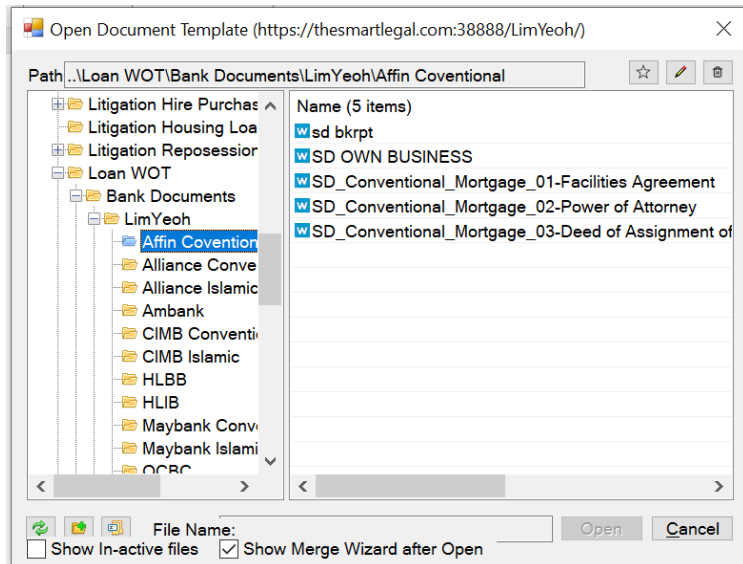 Open Document Template (https://thesmartlegal.com:38888/LimYeoh/)
Path ..\Loan WOT\Bank Documents\LimYeoh\Affin Coventional
Litigation Hire Purchas
Litigation Housing Loa
Litigation Reposession
Loan WOT
Bank Documents
LimYeoh
Affin Covention
Alliance Conve
Alliance Islamic
Ambank
CIMB Conventi
CIMB Islamic
HLBB
HLIB
Maybank Conv
Maybank Islami
OCBC
Name (5 items)
sd bkrpt
SD OWN BUSINESS
SD_Conventional_Mortgage_01-Facilities Agreement
SD_Conventional_Mortgage_02-Power of Attorney
SD_Conventional_Mortgage_03-Deed of Assignment of
File Name:
Open
Cancel
Show In-active files
Show Merge Wizard after Open